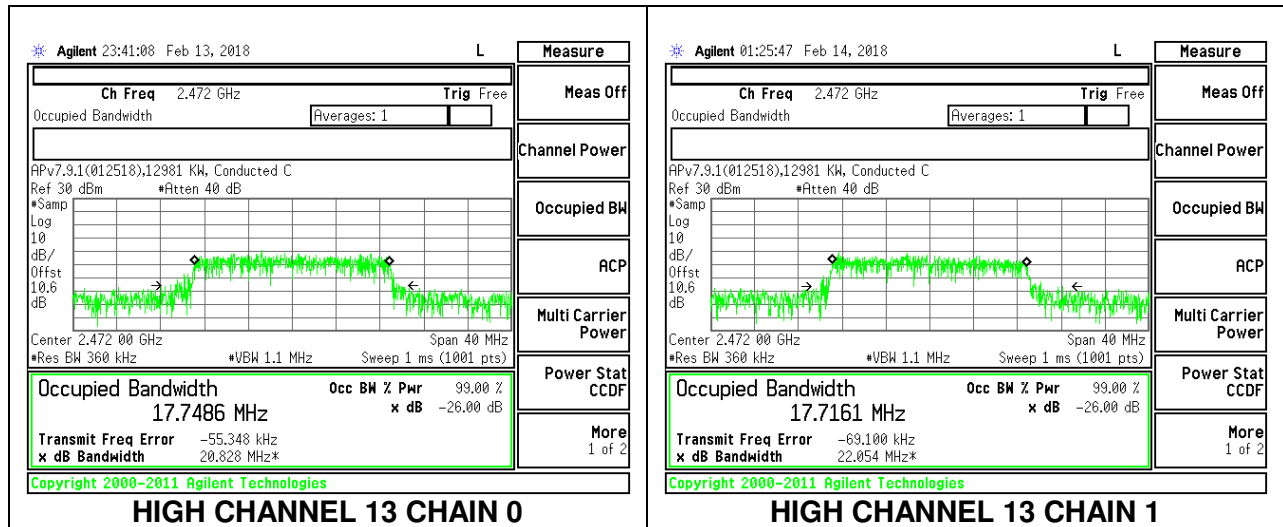 Agilent 23:41:08 Feb 13, 2018 L Measure
Ch Freq 2.472 GHz Trig Free
Occupied Bandwidth Averages: 1
APv7.9.1(012518),12981 KW, Conducted C
Ref 30 dBm #Atten 40 dB
#Samp
Log
10
dB/
Offst
10.6
dB
Center 2.472 00 GHz Span 40 MHz
#Res BW 360 kHz #VBW 1.1 MHz Sweep 1 ms (1001 pts)
Occupied Bandwidth Occ BW % Pwr 99.00 %
17.7486 MHz x dB -26.00 dB
Transmit Freq Error -55.348 kHz
x dB Bandwidth 20.828 MHz*
Copyright 2000-2011 Agilent Technologies
Meas Off
Channel Power
Occupied BW
ACP
Multi Carrier
Power
Power Stat
CCDF
More
1 of 2
HIGH CHANNEL 13 CHAIN 0
Agilent 01:25:47 Feb 14, 2018 L Measure
Ch Freq 2.472 GHz Trig Free
Occupied Bandwidth Averages: 1
APv7.9.1(012518),12981 KW, Conducted C
Ref 30 dBm #Atten 40 dB
#Samp
Log
10
dB/
Offst
10.6
dB
Center 2.472 00 GHz Span 40 MHz
#Res BW 360 kHz #VBW 1.1 MHz Sweep 1 ms (1001 pts)
Occupied Bandwidth Occ BW % Pwr 99.00 %
17.7161 MHz x dB -26.00 dB
Transmit Freq Error -69.100 kHz
x dB Bandwidth 22.054 MHz*
Copyright 2000-2011 Agilent Technologies
Meas Off
Channel Power
Occupied BW
ACP
Multi Carrier
Power
Power Stat
CCDF
More
1 of 2
HIGH CHANNEL 13 CHAIN 1